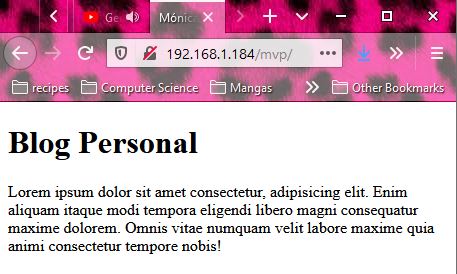 Ge
Mónica
192.168.1.184/mvp/
recipes
Computer Science
Mangas
Other Bookmarks
Blog Personal
Lorem ipsum dolor sit amet consectetur, adipisicing elit. Enim
aliquam itaque modi tempora eligendi libero magni consequatur
maxime dolorem. Omnis vitae numquam velit labore maxime quia
animi consectetur tempore nobis!